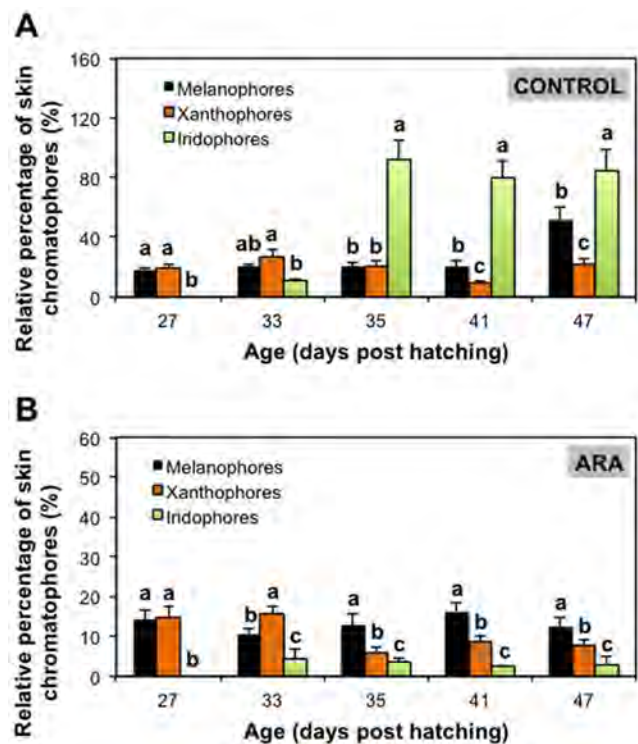 A
Relative percentage of skin
chromatophores (%)
160
120
80
40
0
Melanophores
Xanthophores
Iridophores
CONTROL
a a b
ab a b
b b a
b c a
b c a
27 33 35 41 47
Age (days post hatching)
B
Relative percentage of skin
chromatophores (%)
60
50
40
30
20
10
0
Melanophores
Xanthophores
Iridophores
ARA
a a b
b a c
a b c
a b c
a b c
27 33 35 41 47
Age (days post hatching)